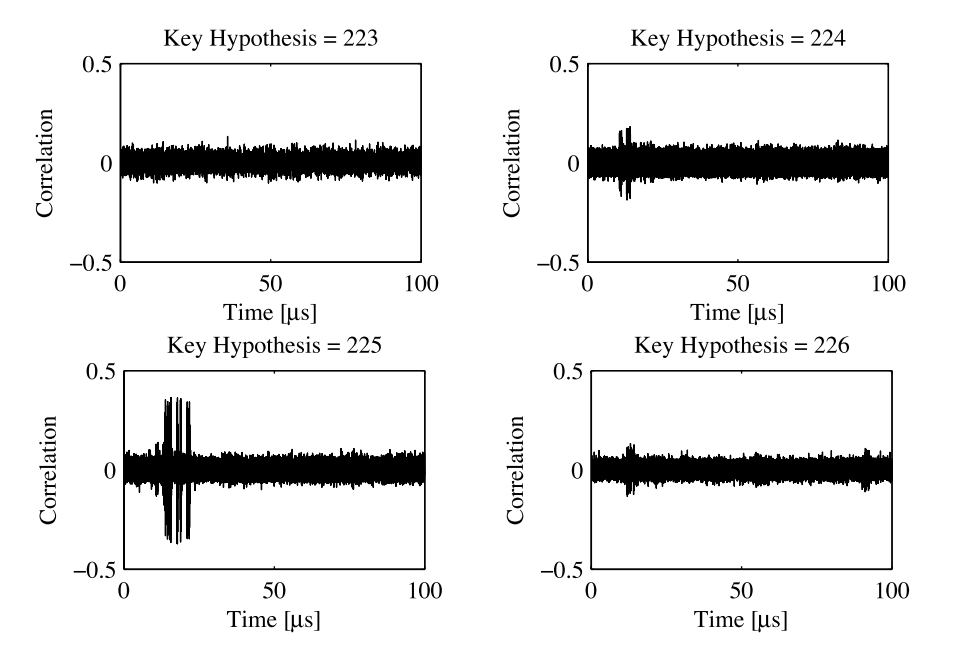 Key Hypothesis = 223
0.5
Correlation
0
−0.5
0
50
100
Time [μs]
Key Hypothesis = 224
0.5
Correlation
0
−0.5
0
50
100
Time [μs]
Key Hypothesis = 225
0.5
Correlation
0
−0.5
0
50
100
Time [μs]
Key Hypothesis = 226
0.5
Correlation
0
−0.5
0
50
100
Time [μs]